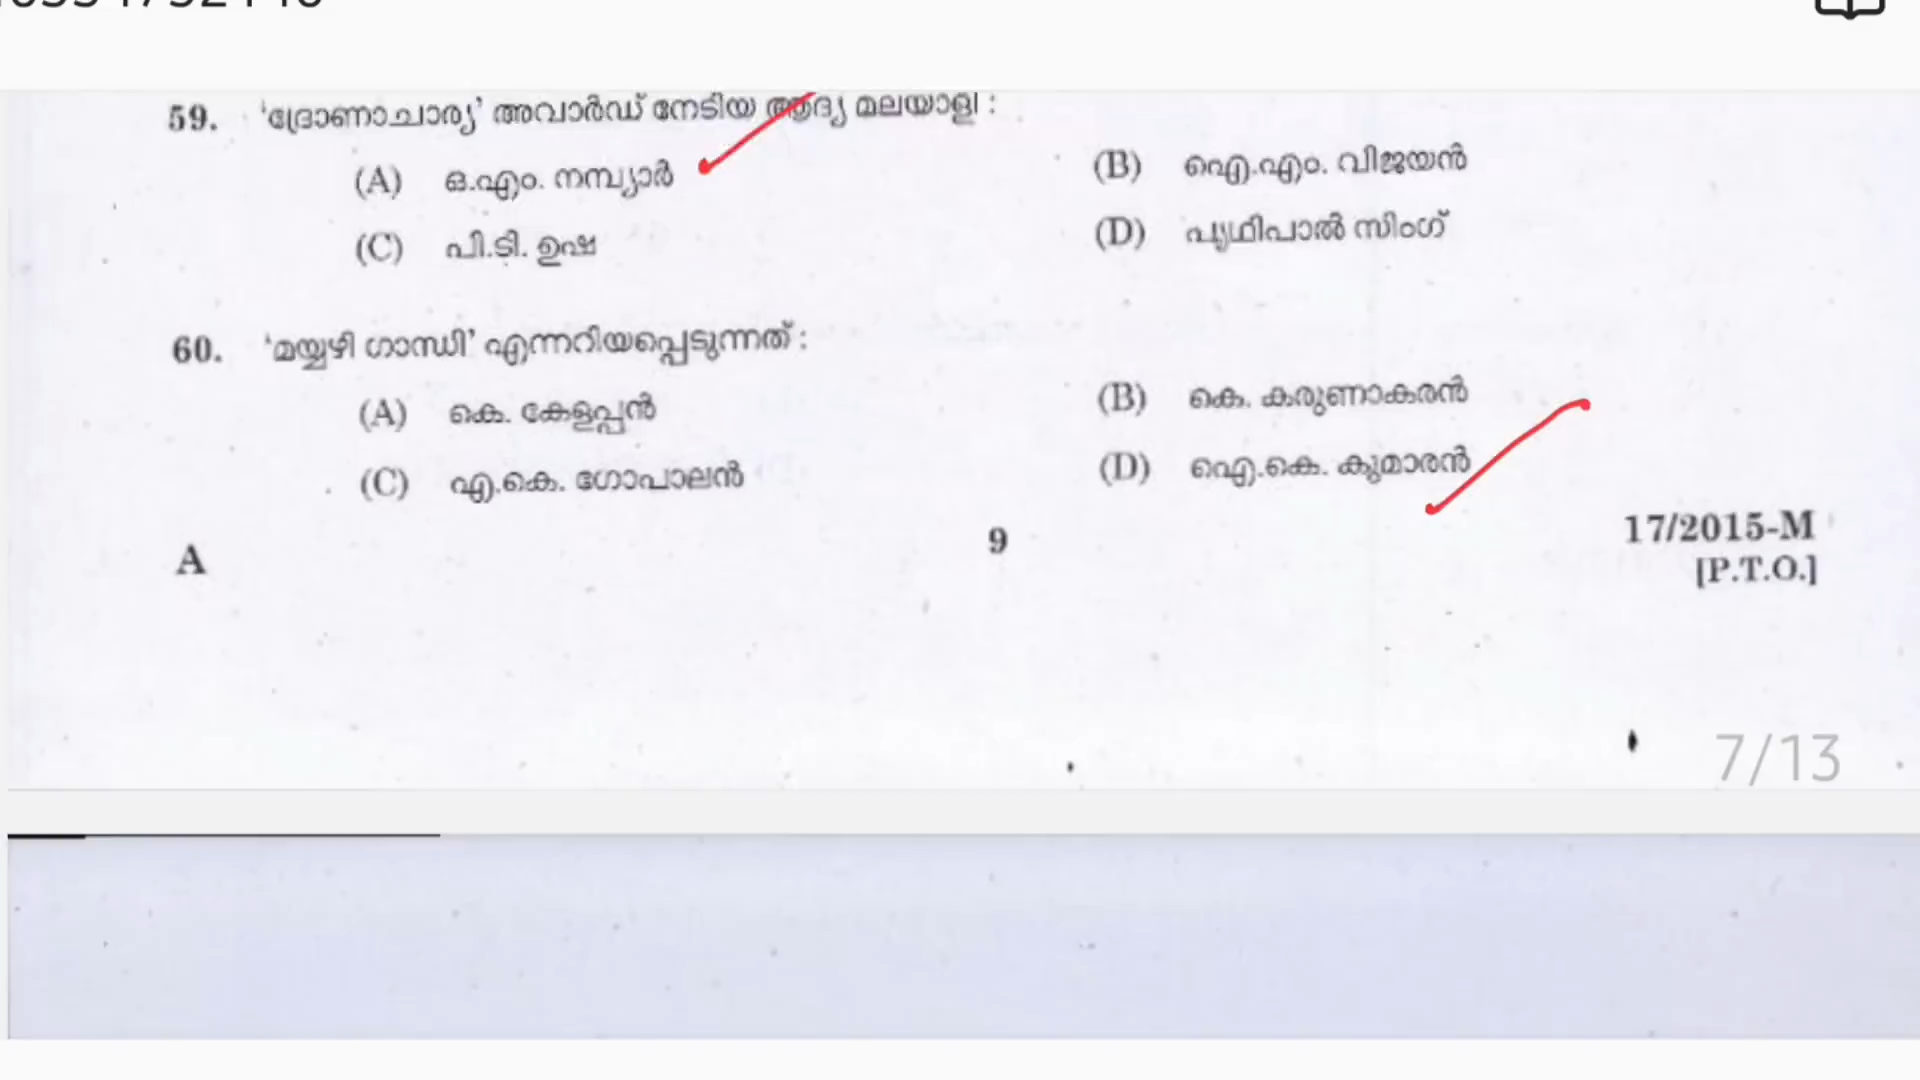 59. 'ദ്രോണാചാര്യ' അവാർഡ് നേടിയ ആദ്യ മലയാളി :
(A) ഒ.എം. നമ്പ്യാർ
(B) ഐ.എം. വിജയൻ
(C) പി.ടി. ഉഷ
(D) പൃഥിപാൽ സിംഗ്
60. 'മയ്യഴി ഗാന്ധി' എന്നറിയപ്പെടുന്നത് :
(A) കെ. കേളപ്പൻ
(B) കെ. കരുണാകരൻ
(C) എ.കെ. ഗോപാലൻ
(D) ഐ.കെ. കുമാരൻ
A
9
17/2015-M
[P.T.O.]
7/13